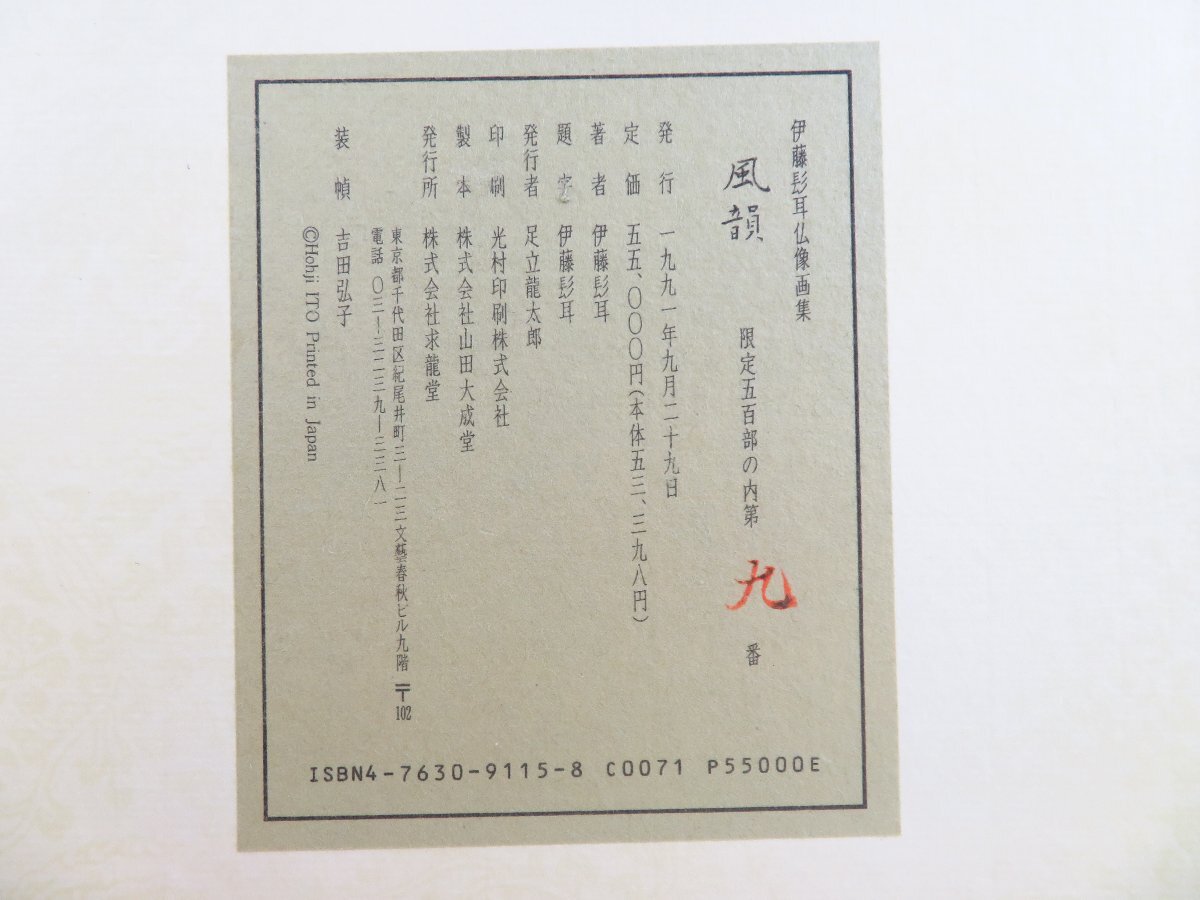 伊藤髟耳仏像画集
風韻 限定五百部の内第 九 番
発行 一九九一年九月二十九日
定価 五五、〇〇〇円(本体五三、三九八円)
著者 伊藤髟耳
題字 伊藤髟耳
発行者 足立龍太郎
印刷 光村印刷株式会社
製本 株式会社山田大成堂
発行所 株式会社求龍堂
東京都千代田区紀尾井町三―二三文藝春秋ビル九階 〒102
電話 〇三―三二三九―三三八一
装幀 吉田弘子
©Hohji ITO Printed in Japan
ISBN4-7630-9115-8 C0071 P55000E